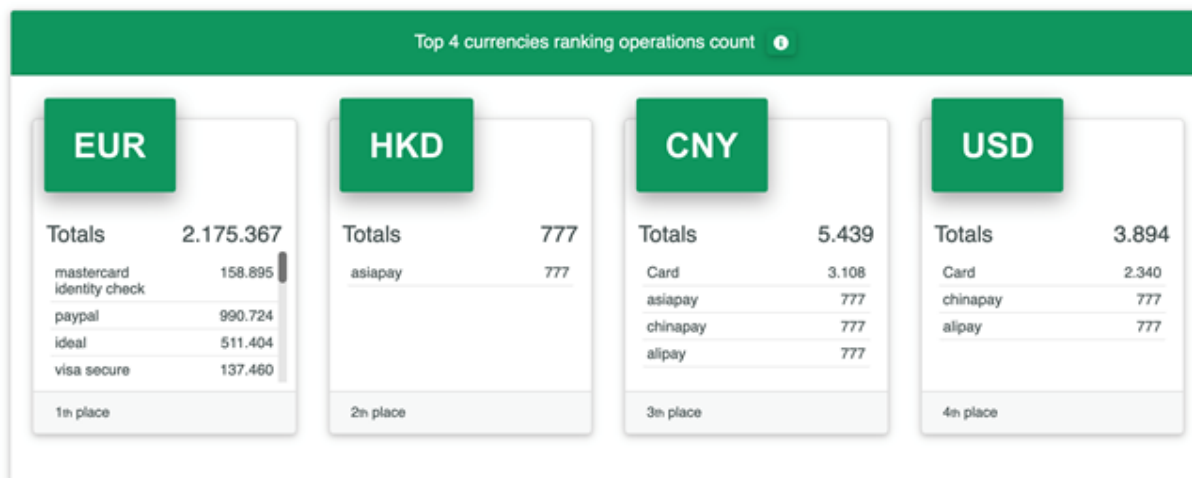 Top 4 currencies ranking operations count
EUR
Totals 2.175.367
mastercard
identity check 158.895
paypal 990.724
ideal 511.404
visa secure 137.460
1th place
HKD
Totals 777
asiapay 777
2th place
CNY
Totals 5.439
Card 3.108
asiapay 777
chinapay 777
alipay 777
3th place
USD
Totals 3.894
Card 2.340
chinapay 777
alipay 777
4th place